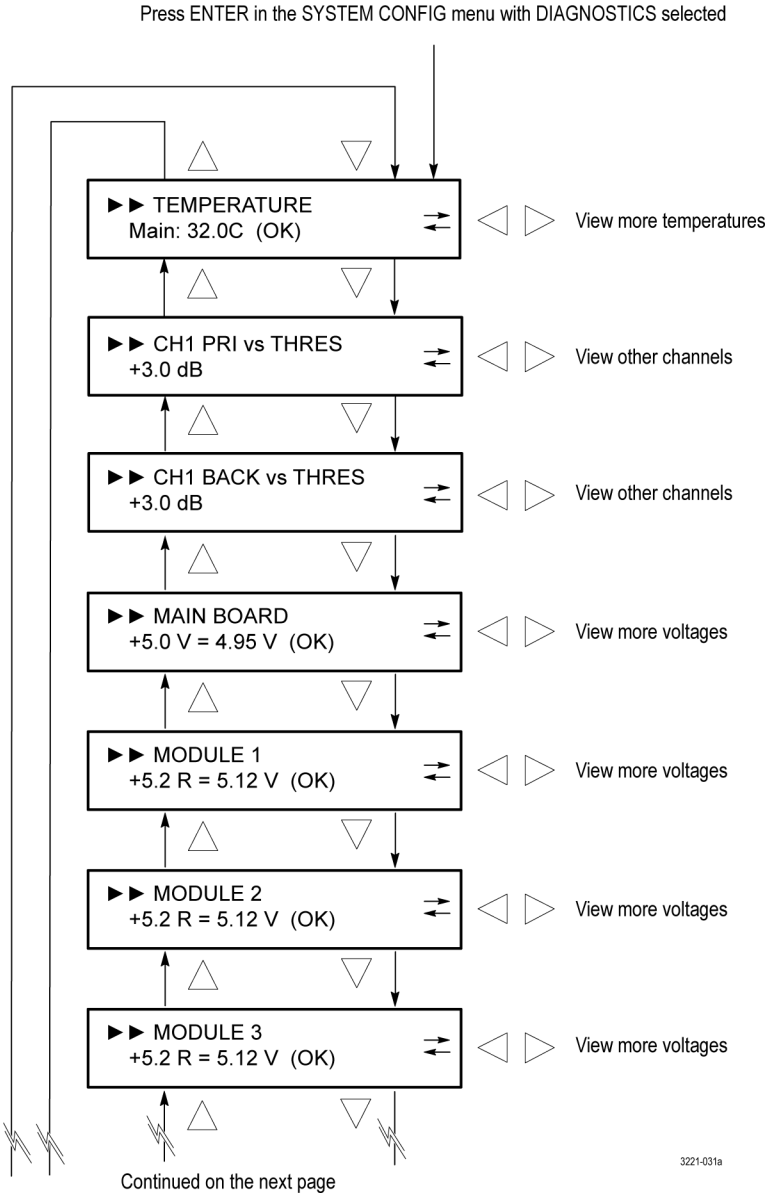 Press ENTER in the SYSTEM CONFIG menu with DIAGNOSTICS selected
►► TEMPERATURE
Main: 32.0C (OK)
View more temperatures
►► CH1 PRI vs THRES
+3.0 dB
View other channels
►► CH1 BACK vs THRES
+3.0 dB
View other channels
►► MAIN BOARD
+5.0 V = 4.95 V (OK)
View more voltages
►► MODULE 1
+5.2 R = 5.12 V (OK)
View more voltages
►► MODULE 2
+5.2 R = 5.12 V (OK)
View more voltages
►► MODULE 3
+5.2 R = 5.12 V (OK)
View more voltages
3221-031a
Continued on the next page